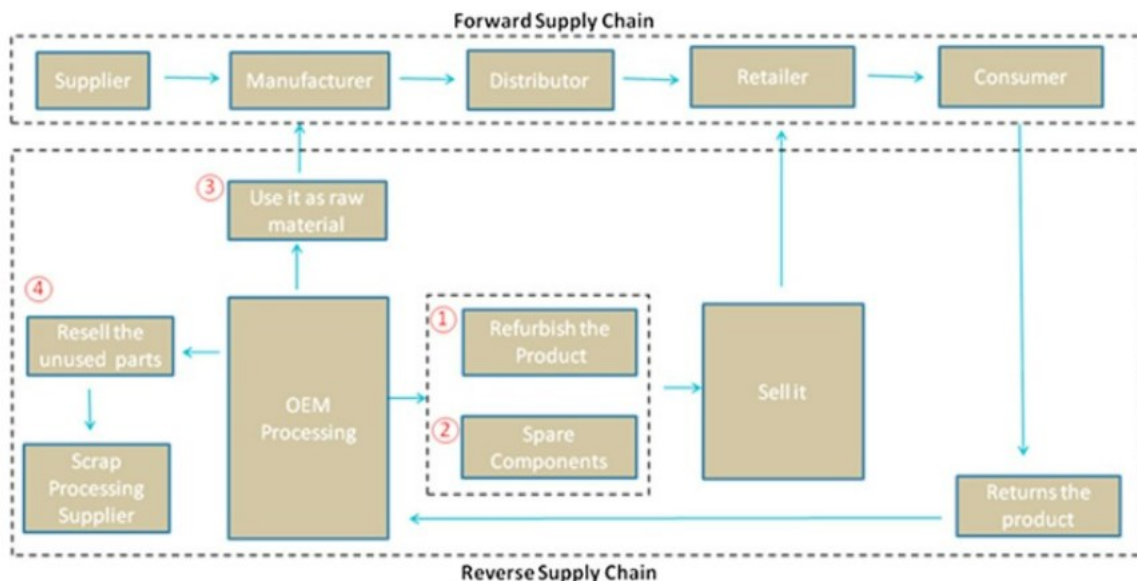 Forward Supply Chain
Supplier
Manufacturer
Distributor
Retailer
Consumer
③
Use it as raw
material
④
Resell the
unused parts
Scrap
Processing
Supplier
OEM
Processing
①
Refurbish the
Product
②
Spare
Components
Sell it
Returns the
product
Reverse Supply Chain